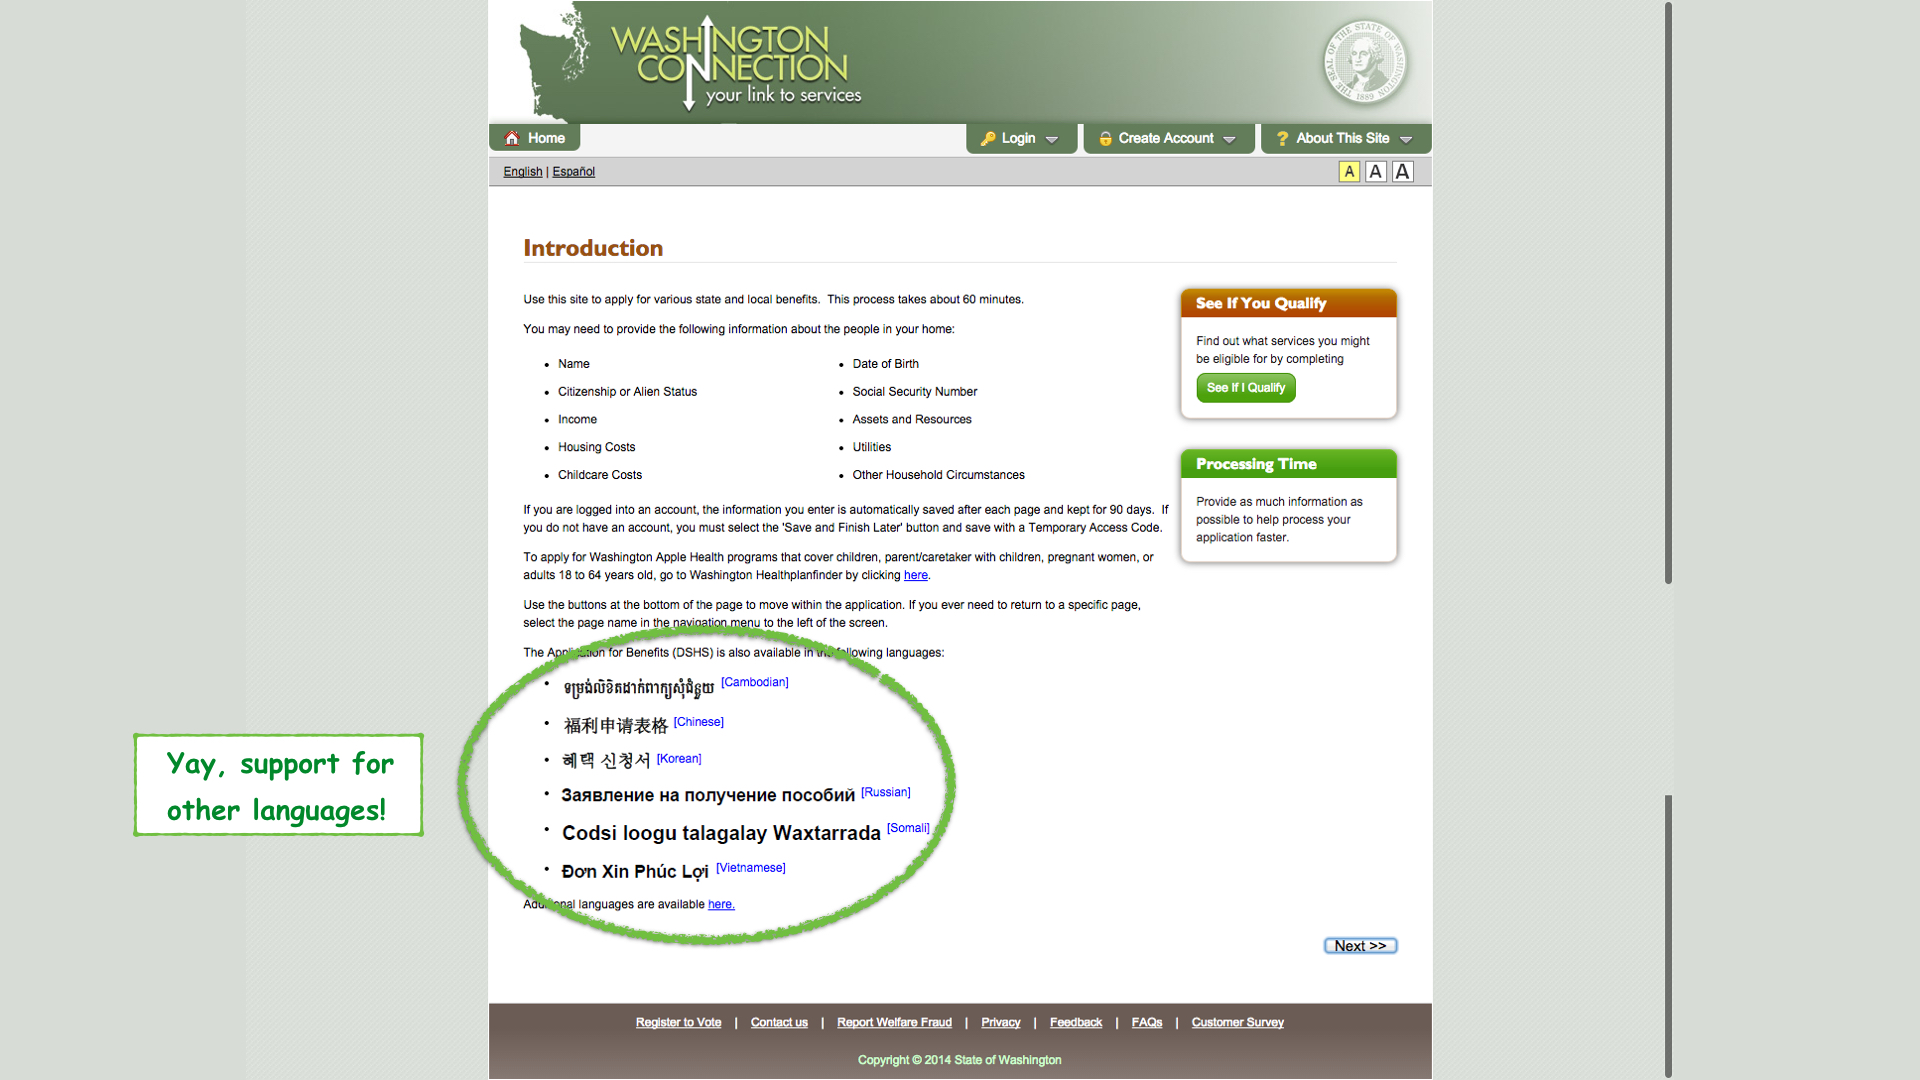 WASHINGTON
CONNECTION
your link to services
THE SEAL OF THE STATE OF WASHINGTON
1889
Home
Login
Create Account
? About This Site
English | Español
A A A
Introduction
Use this site to apply for various state and local benefits.  This process takes about 60 minutes.
You may need to provide the following information about the people in your home:
• Name
• Date of Birth
• Citizenship or Alien Status
• Social Security Number
• Income
• Assets and Resources
• Housing Costs
• Utilities
• Childcare Costs
• Other Household Circumstances
If you are logged into an account, the information you enter is automatically saved after each page and kept for 90 days.  If
you do not have an account, you must select the 'Save and Finish Later' button and save with a Temporary Access Code.
To apply for Washington Apple Health programs that cover children, parent/caretaker with children, pregnant women, or
adults 18 to 64 years old, go to Washington Healthplanfinder by clicking here.
Use the buttons at the bottom of the page to move within the application. If you ever need to return to a specific page,
select the page name in the navigation menu to the left of the screen.
The Application for Benefits (DSHS) is also available in the following languages:
• ទម្រង់លិខិតដាក់ពាក្យសុំជំនួយ [Cambodian]
• 福利申请表格 [Chinese]
• 혜택 신청서 [Korean]
• Заявление на получение пособий [Russian]
• Codsi loogu talagalay Waxtarrada [Somali]
• Đơn Xin Phúc Lợi [Vietnamese]
Additional languages are available here.
See If You Qualify
Find out what services you might
be eligible for by completing
See If I Qualify
Processing Time
Provide as much information as
possible to help process your
application faster.
Yay, support for
other languages!
Next >>
Register to Vote | Contact us | Report Welfare Fraud | Privacy | Feedback | FAQs | Customer Survey
Copyright © 2014 State of Washington